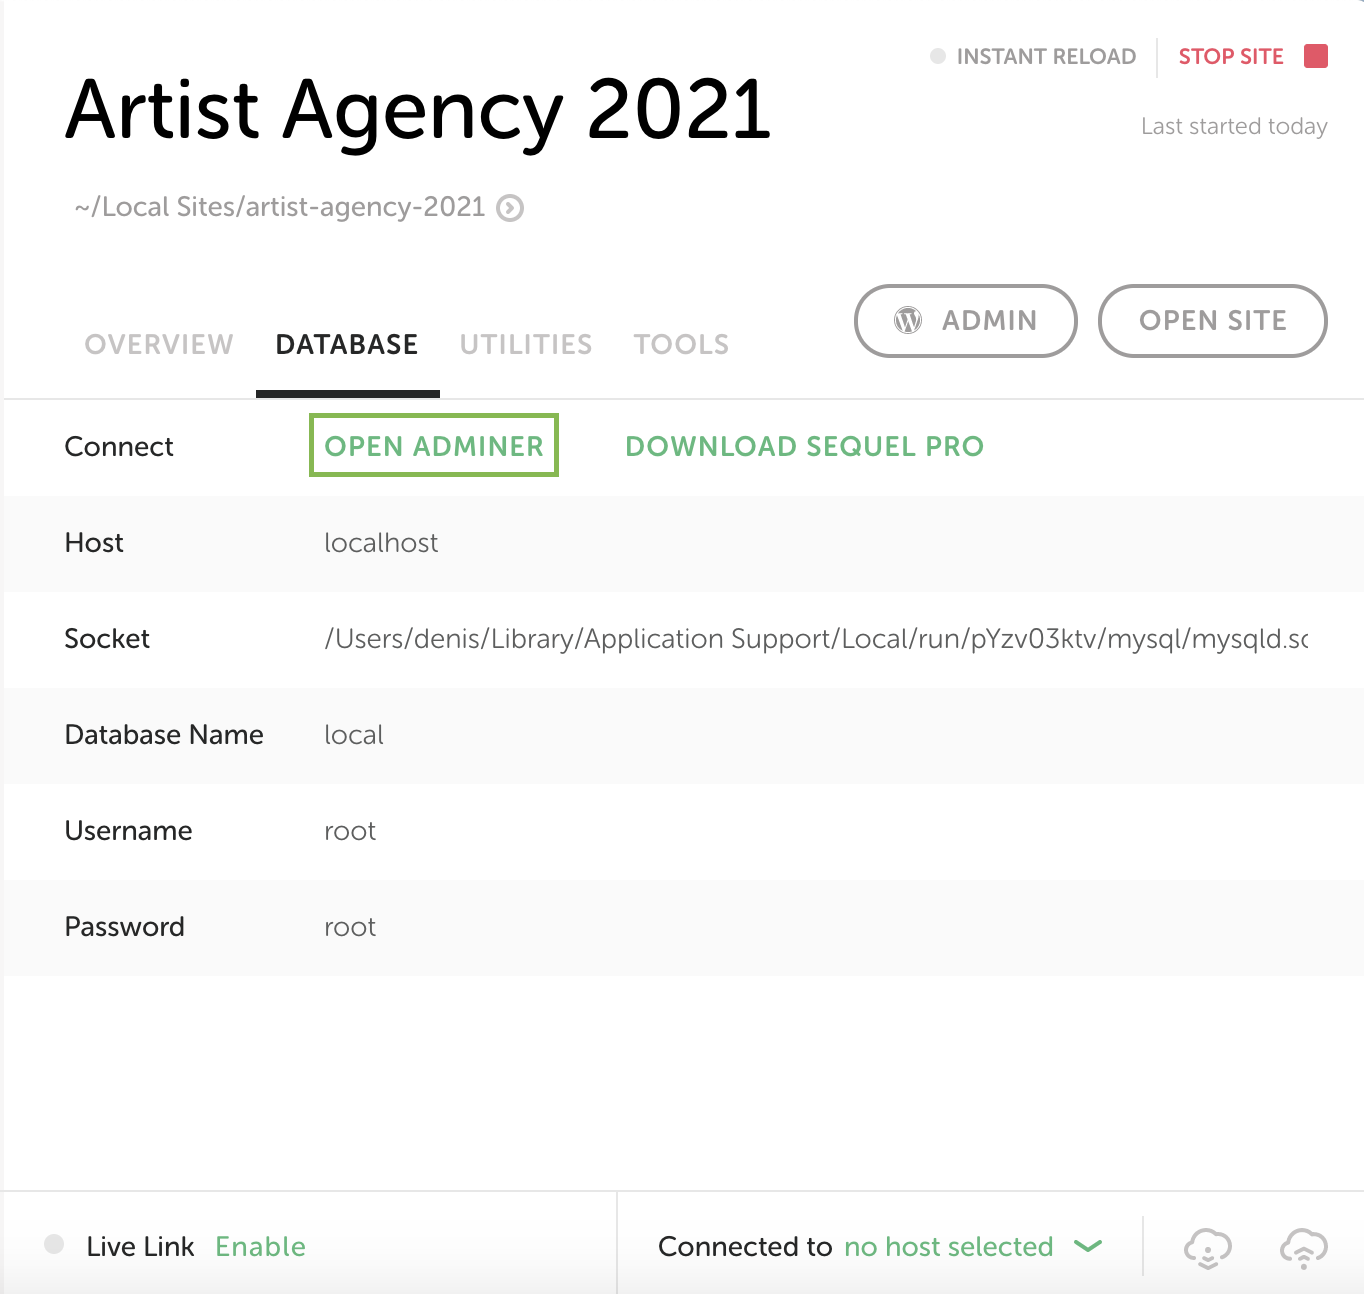 INSTANT RELOAD
STOP SITE
Artist Agency 2021
Last started today
~/Local Sites/artist-agency-2021
OVERVIEW
DATABASE
UTILITIES
TOOLS
ADMIN
OPEN SITE
Connect
OPEN ADMINER
DOWNLOAD SEQUEL PRO
Host
localhost
Socket
/Users/denis/Library/Application Support/Local/run/pYzv03ktv/mysql/mysqld.sc
Database Name
local
Username
root
Password
root
Live Link
Enable
Connected to
no host selected